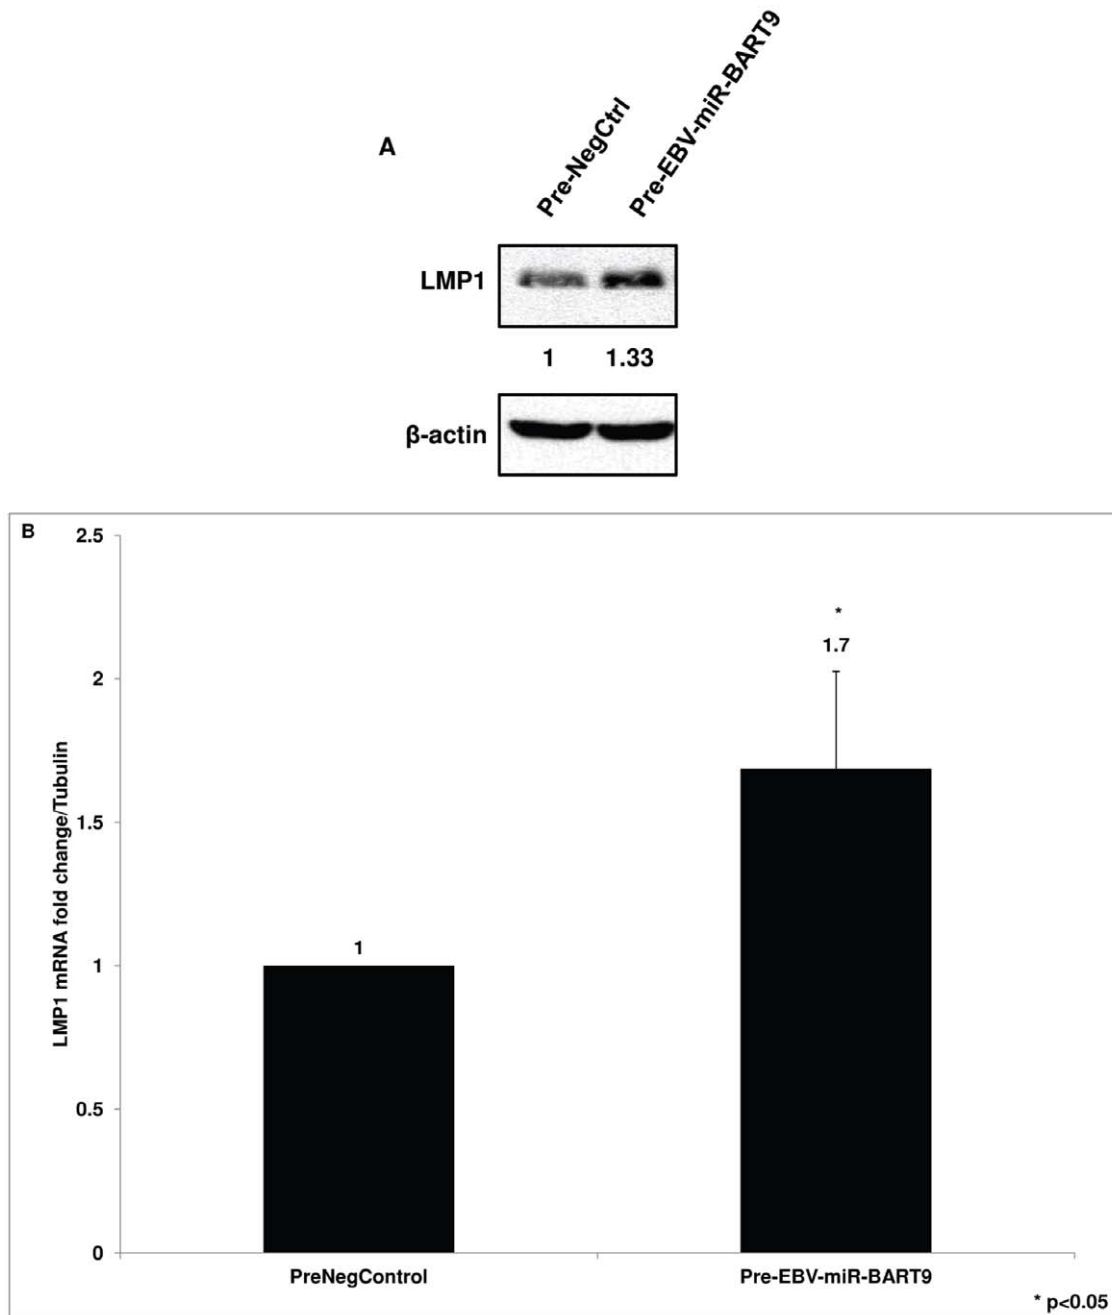 A
Pre-NegCtrl
Pre-EBV-miR-BART9
LMP1
1 1.33
β-actin
B
2.5
2
1.5
1
0.5
0
LMP1 mRNA fold change/Tubulin
1
*
1.7
PreNegControl
Pre-EBV-miR-BART9
* p<0.05